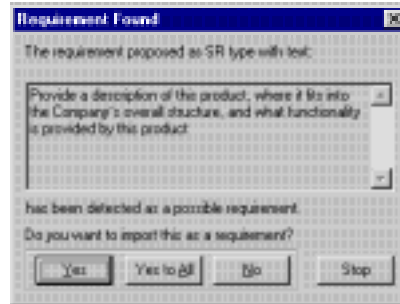 Requirement Found
The requirement proposed as SR type with text:
Provide a description of this product, where it fits into
the Company's overall structure, and what functionality
is provided by this product
has been detected as a possible requirement.
Do you want to import this as a requirement?
Yes
Yes to All
No
Stop